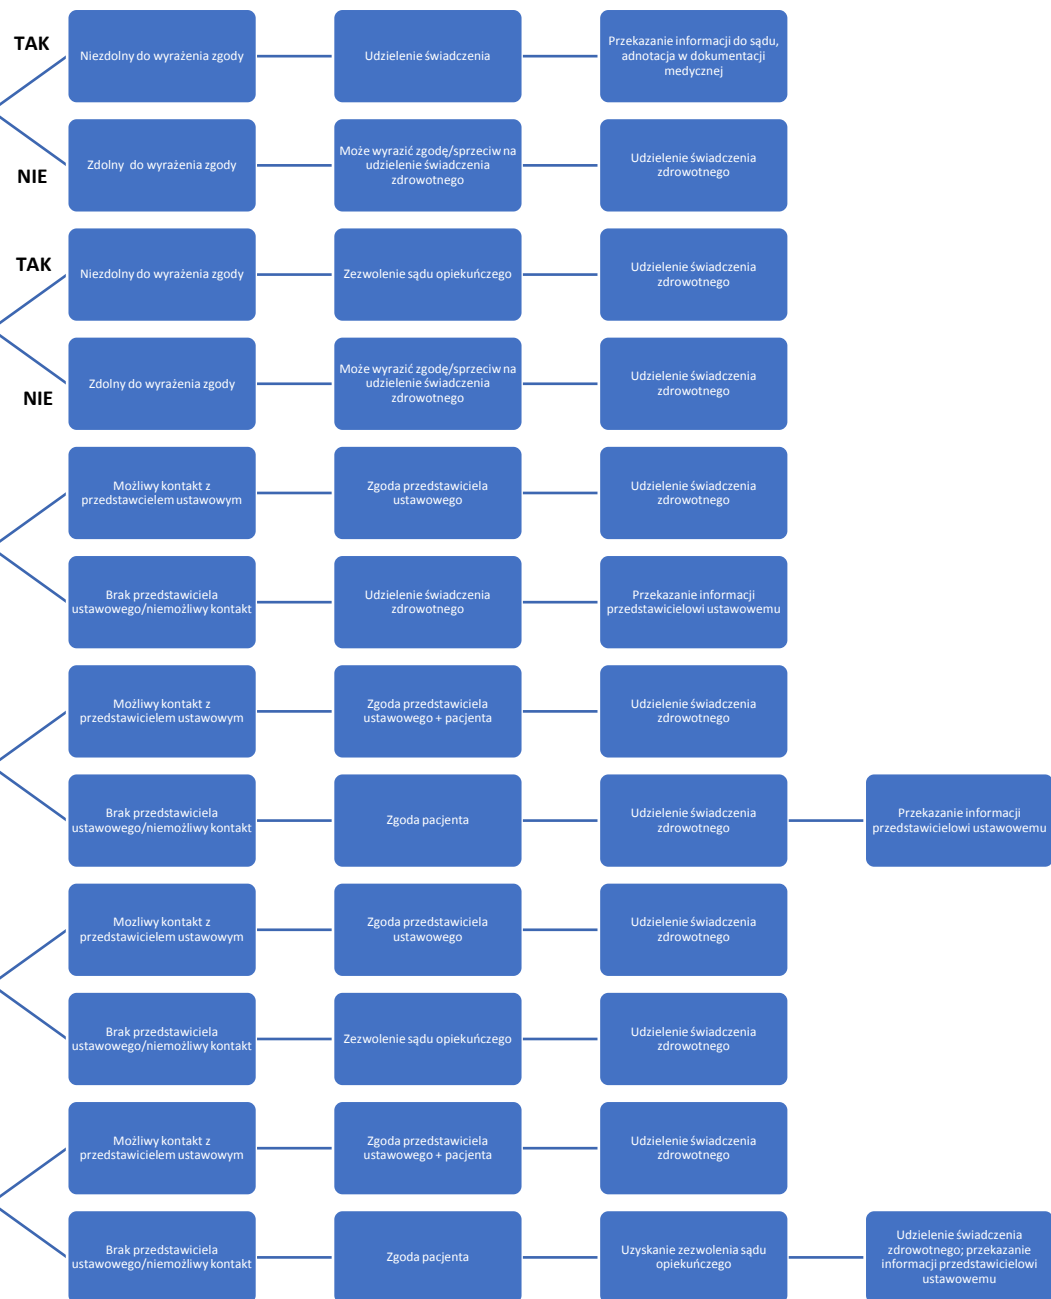 TAK
Niezdolny do wyrażenia zgody
Udzielenie świadczenia
Przekazanie informacji do sądu,
adnotacja w dokumentacji
medycznej
NIE
Zdolny do wyrażenia zgody
Może wyrazić zgodę/sprzeciw na
udzielenie świadczenia
zdrowotnego
Udzielenie świadczenia
zdrowotnego
TAK
Niezdolny do wyrażenia zgody
Zezwolenie sądu opiekuńczego
Udzielenie świadczenia
zdrowotnego
NIE
Zdolny do wyrażenia zgody
Może wyrazić zgodę/sprzeciw na
udzielenie świadczenia
zdrowotnego
Udzielenie świadczenia
zdrowotnego
Możliwy kontakt z
przedstawcielem ustawowym
Zgoda przedstawiciela
ustawowego
Udzielenie świadczenia
zdrowotnego
Brak przedstawiciela
ustawowego/niemożliwy kontakt
Udzielenie świadczenia
zdrowotnego
Przekazanie informacji
przedstawicielowi ustawowemu
Możliwy kontakt z
przedstawicielem ustawowym
Zgoda przedstawiciela
ustawowego + pacjenta
Udzielenie świadczenia
zdrowotnego
Brak przedstawiciela
ustawowego/niemożliwy kontakt
Zgoda pacjenta
Udzielenie świadczenia
zdrowotnego
Przekazanie informacji
przedstawicielowi ustawowemu
Mozliwy kontakt z
przedstawicielem ustawowym
Zgoda przedstawiciela
ustawowego
Udzielenie świadczenia
zdrowotnego
Brak przedstawiciela
ustawowego/niemożliwy kontakt
Zezwolenie sądu opiekuńczego
Udzielenie świadczenia
zdrowotnego
Możliwy kontakt z
przedstawicielem ustawowym
Zgoda przedstawiciela
ustawowego + pacjenta
Udzielenie świadczenia
zdrowotnego
Brak przedstawiciela
ustawowego/niemożliwy kontakt
Zgoda pacjenta
Uzyskanie zezwolenia sądu
opiekuńczego
Udzielenie świadczenia
zdrowotnego; przekazanie
informacji przedstawicielowi
ustawowemu